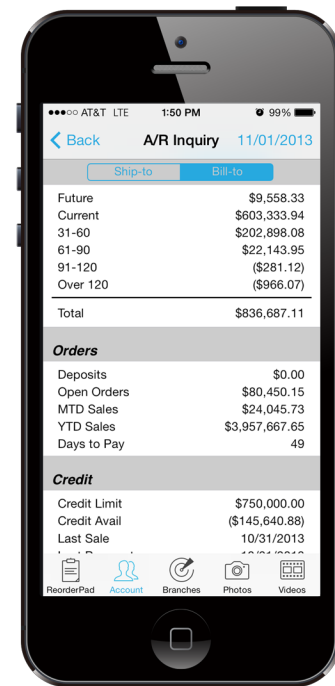 AT&T LTE 1:50 PM 99%
Back A/R Inquiry 11/01/2013
Ship-to Bill-to
Future $9,558.33
Current $603,333.94
31-60 $202,898.08
61-90 $22,143.95
91-120 ($281.12)
Over 120 ($966.07)
Total $836,687.11
Orders
Deposits $0.00
Open Orders $80,450.15
MTD Sales $24,045.73
YTD Sales $3,957,667.65
Days to Pay 49
Credit
Credit Limit $750,000.00
Credit Avail ($145,640.88)
Last Sale 10/31/2013
ReorderPad Account Branches Photos Videos